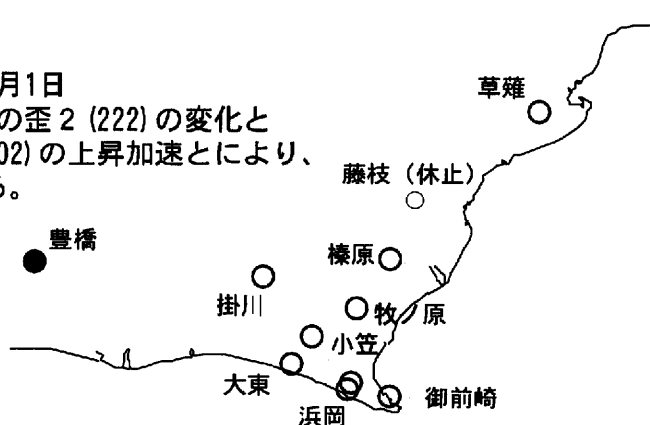 月1日
の歪2(222)の変化と
02)の上昇加速とにより、
る。
草薙
藤枝(休止)
豊橋
榛原
掛川
牧ノ原
小笠
大東
御前崎
浜岡